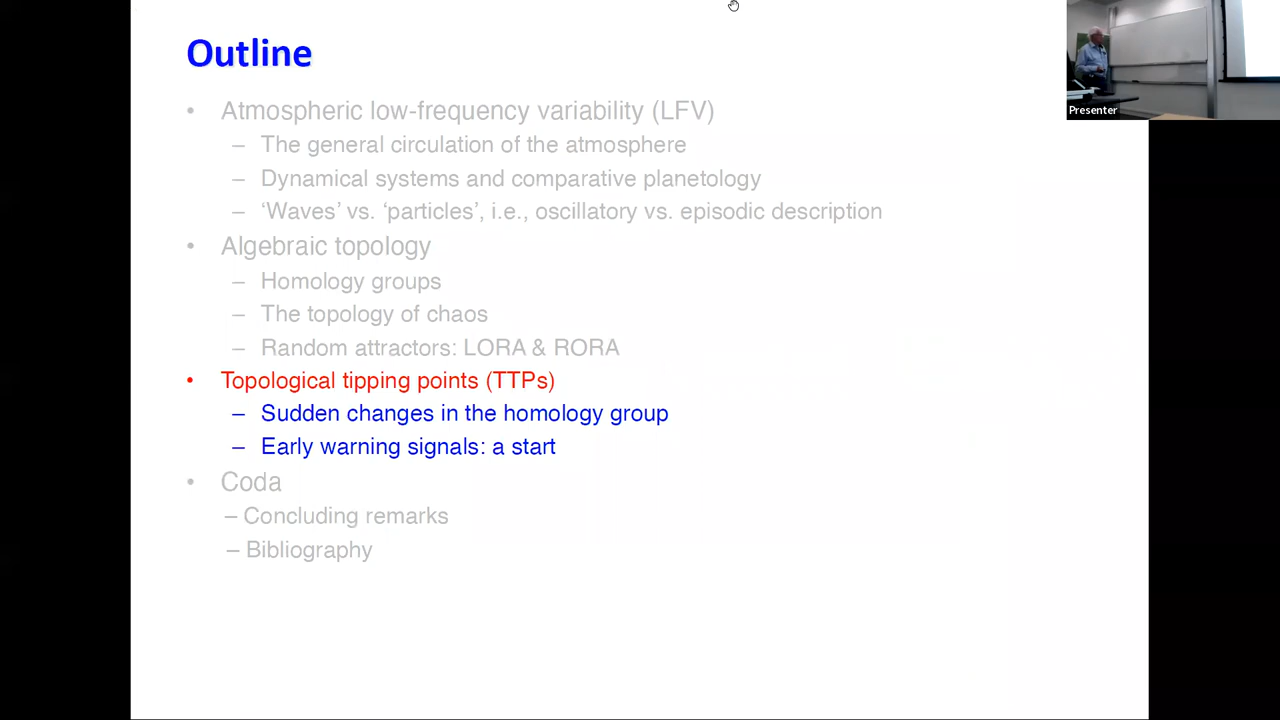 Outline
• Atmospheric low-frequency variability (LFV)
– The general circulation of the atmosphere
– Dynamical systems and comparative planetology
– ‘Waves’ vs. ‘particles’, i.e., oscillatory vs. episodic description
• Algebraic topology
– Homology groups
– The topology of chaos
– Random attractors: LORA & RORA
• Topological tipping points (TTPs)
– Sudden changes in the homology group
– Early warning signals: a start
• Coda
– Concluding remarks
– Bibliography
Presenter